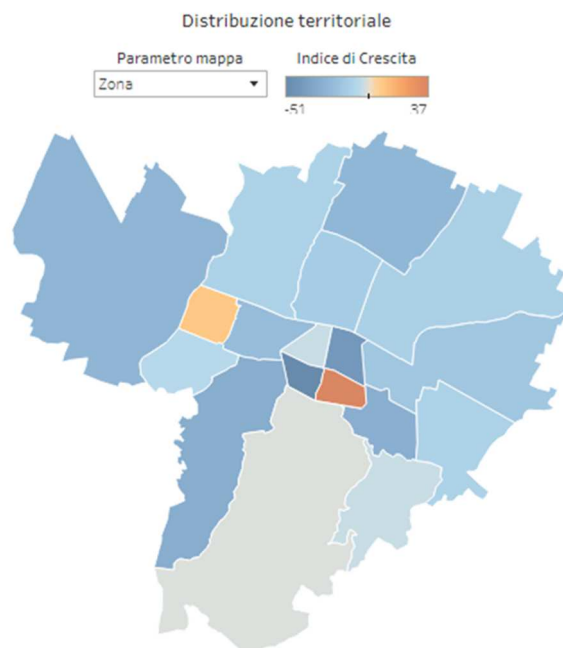 Distribuzione territoriale
Parametro mappa
Indice di Crescita
Zona
-51
37